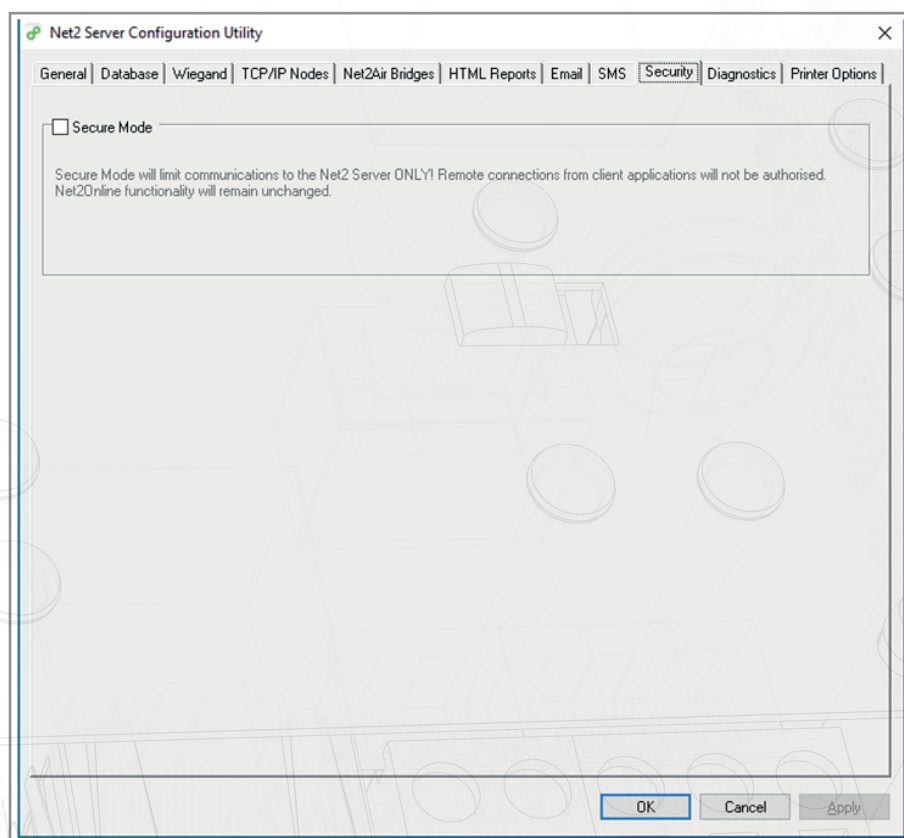 Net2 Server Configuration Utility
General Database Wiegand TCP/IP Nodes Net2Air Bridges HTML Reports Email SMS Security Diagnostics Printer Options
Secure Mode
Secure Mode will limit communications to the Net2 Server ONLY! Remote connections from client applications will not be authorised.
Net2Online functionality will remain unchanged.
OK Cancel Apply